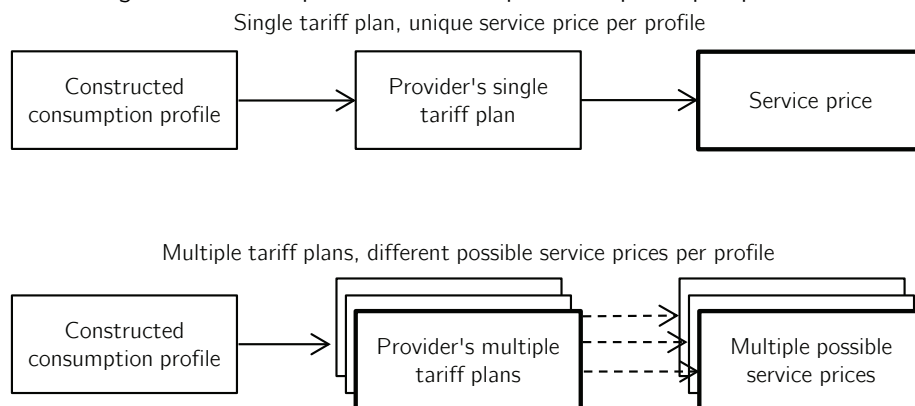 Single tariff plan, unique service price per profile
Constructed
consumption profile
Provider's single
tariff plan
Service price
Multiple tariff plans, different possible service prices per profile
Constructed
consumption profile
Provider's multiple
tariff plans
Multiple possible
service prices